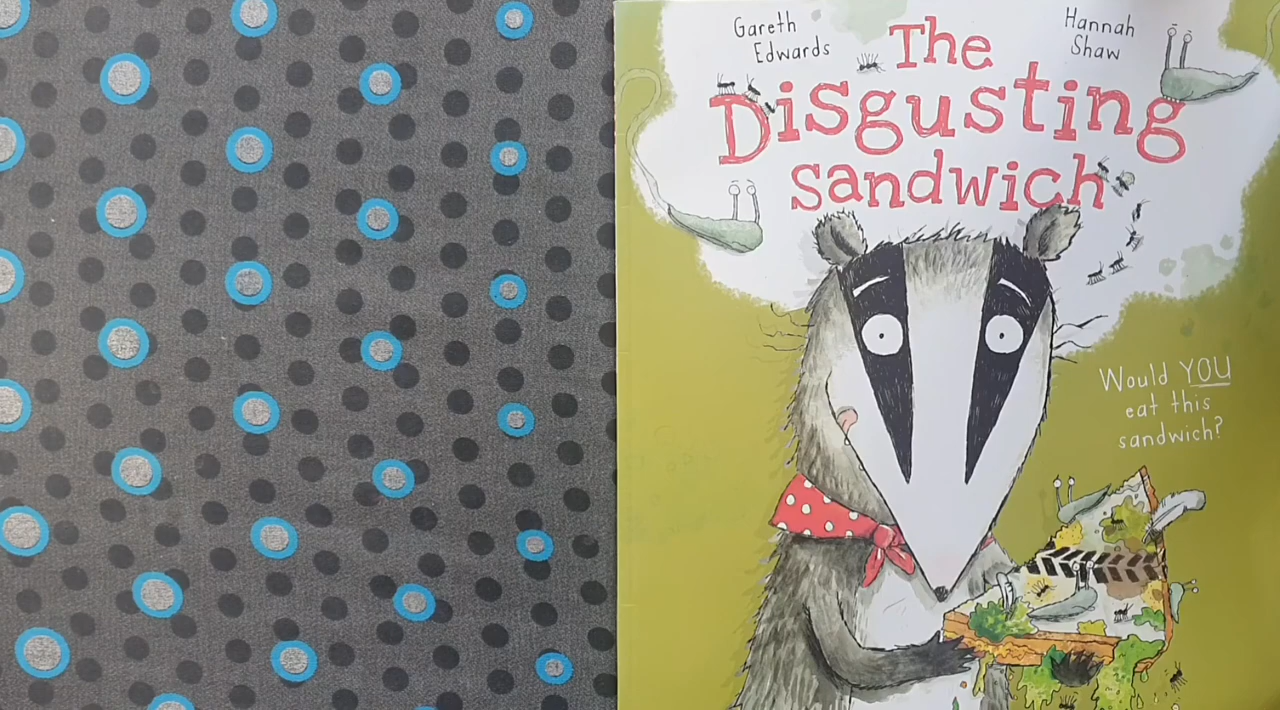 Gareth
Edwards
Hannah
Shaw
The
Disgusting
sandwich
Would YOU
eat this
sandwich?